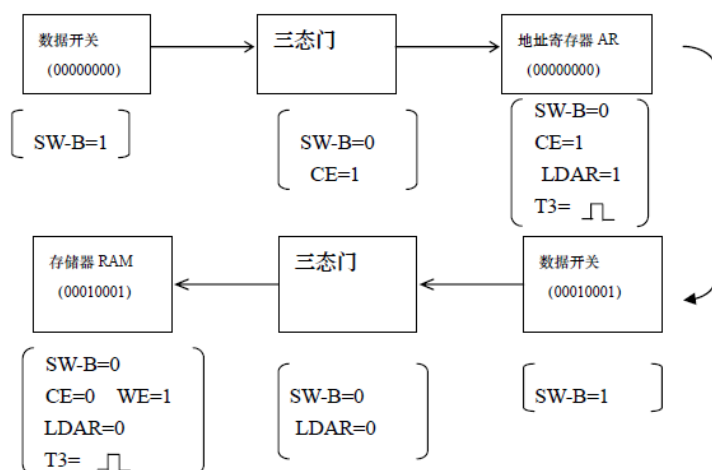 数据开关
(00000000)
三态门
地址寄存器 AR
(00000000)
SW-B=1
SW-B=0
CE=1
SW-B=0
CE=1
LDAR=1
T3=
存储器 RAM
(00010001)
三态门
数据开关
(00010001)
SW-B=0
CE=0 WE=1
LDAR=0
T3=
SW-B=0
LDAR=0
SW-B=1